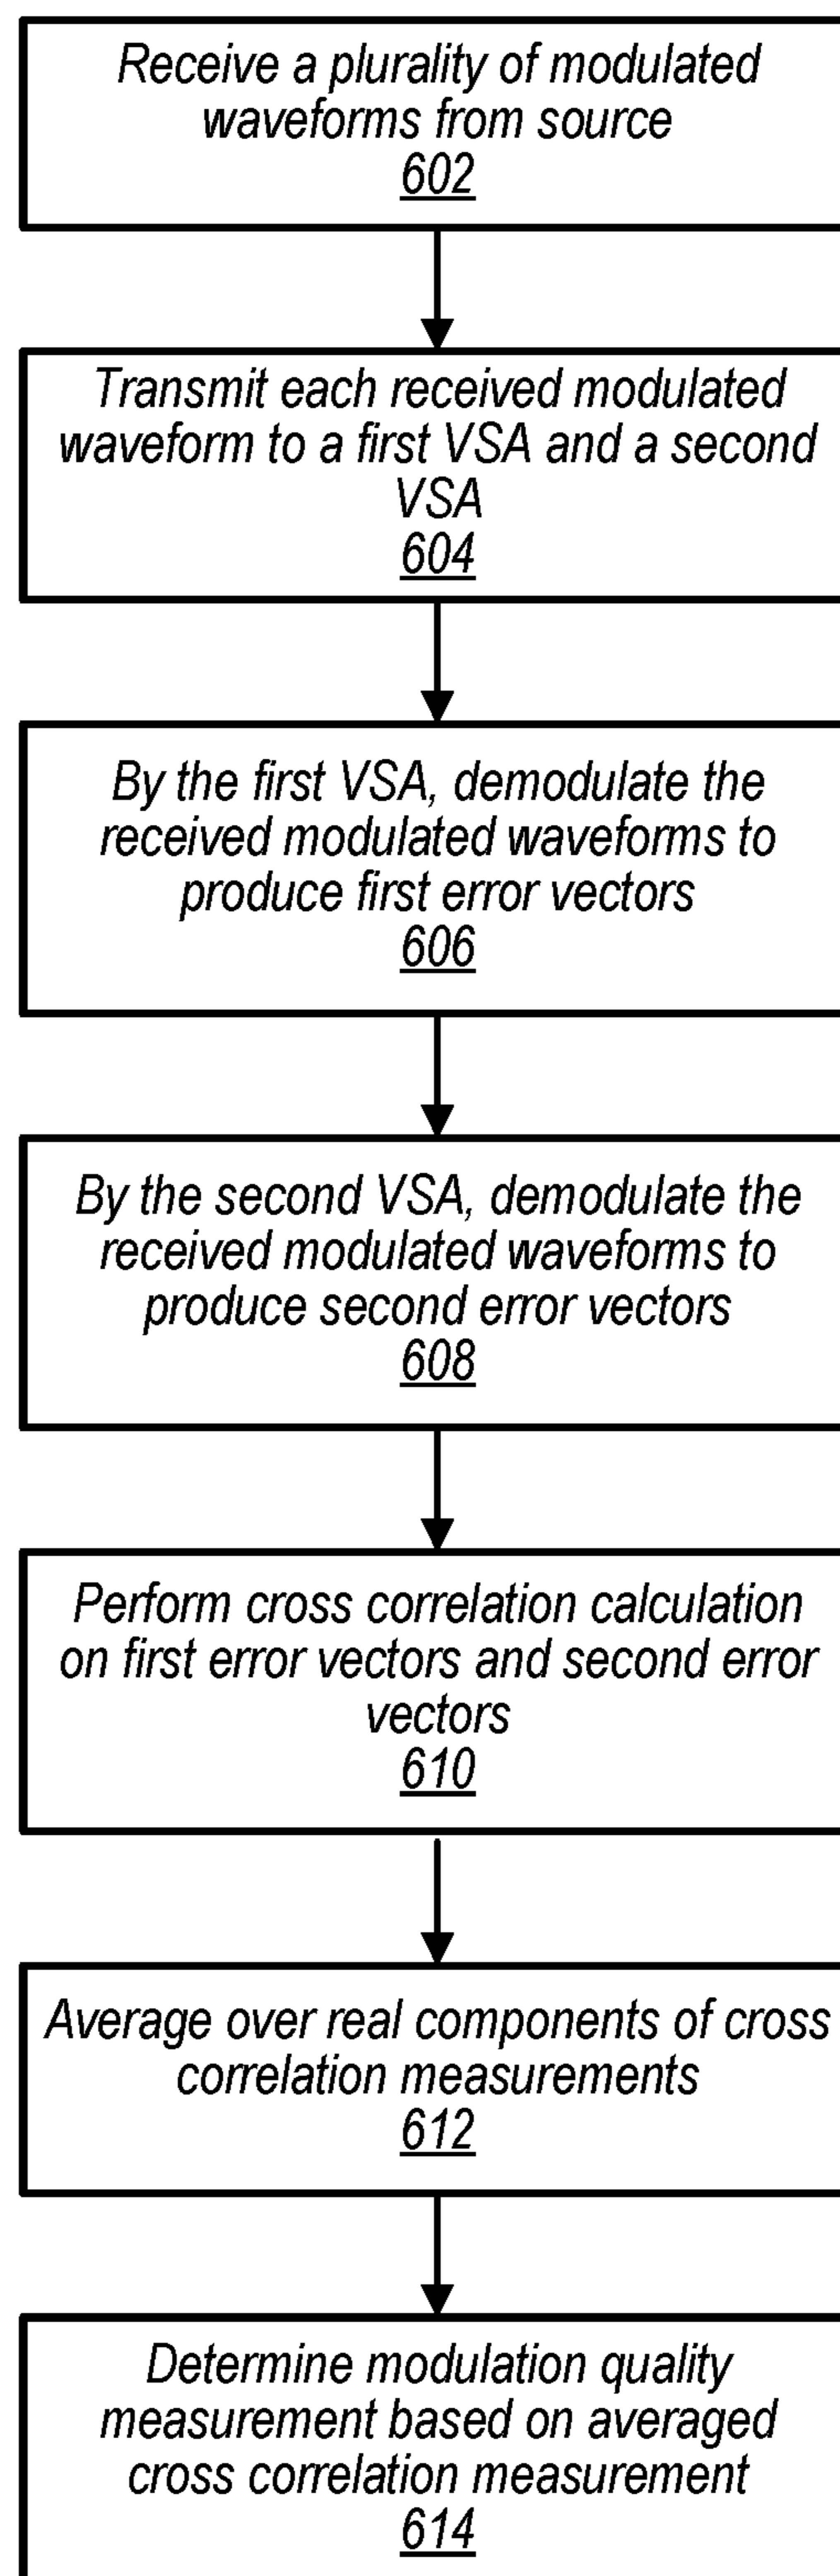 Receive a plurality of modulated
waveforms from source
602
Transmit each received modulated
waveform to a first VSA and a second
VSA
604
By the first VSA, demodulate the
received modulated waveforms to
produce first error vectors
606
By the second VSA, demodulate the
received modulated waveforms to
produce second error vectors
608
Perform cross correlation calculation
on first error vectors and second error
vectors
610
Average over real components of cross
correlation measurements
612
Determine modulation quality
measurement based on averaged
cross correlation measurement
614